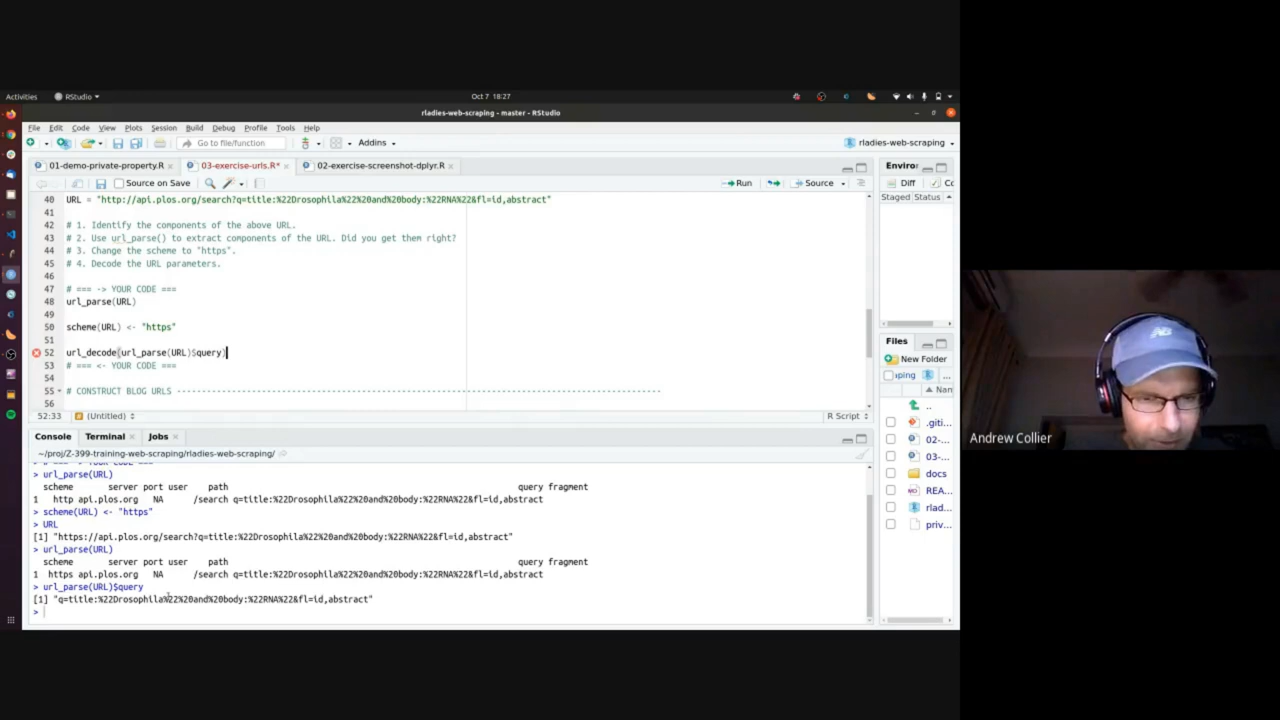 Activities RStudio Oct 7 18:27
rladies-web-scraping - master - RStudio
File Edit Code View Plots Session Build Debug Profile Tools Help
Go to file/function Addins rladies-web-scraping
01-demo-private-property.R 03-exercise-urls.R* 02-exercise-screenshot-dplyr.R
Source on Save Run Source
40 URL = "http://api.plos.org/search?q=title:%22Drosophila%22%20and%20body:%22RNA%22&fl=id,abstract"
41
42 # 1. Identify the components of the above URL.
43 # 2. Use url_parse() to extract components of the URL. Did you get them right?
44 # 3. Change the scheme to "https".
45 # 4. Decode the URL parameters.
46
47 # === -> YOUR CODE ===
48 url_parse(URL)
49
50 scheme(URL) <- "https"
51
52 url_decode(url_parse(URL)$query)
53 # === <- YOUR CODE ===
54
55 # CONSTRUCT BLOG URLS
56
52:33 (Untitled) R Script
Console Terminal Jobs
~/proj/Z-399-training-web-scraping/rladies-web-scraping/
> url_parse(URL)
scheme server port user path query fragment
1 http api.plos.org NA /search q=title:%22Drosophila%22%20and%20body:%22RNA%22&fl=id,abstract
> scheme(URL) <- "https"
> URL
[1] "https://api.plos.org/search?q=title:%22Drosophila%22%20and%20body:%22RNA%22&fl=id,abstract"
> url_parse(URL)
scheme server port user path query fragment
1 https api.plos.org NA /search q=title:%22Drosophila%22%20and%20body:%22RNA%22&fl=id,abstract
> url_parse(URL)$query
[1] "q=title:%22Drosophila%22%20and%20body:%22RNA%22&fl=id,abstract"
>
Enviro
Diff Co
Staged Status
Files
New Folder
aping ...
Nan
..
.giti...
02-...
03-...
docs
REA...
rlad...
priv...
Andrew Collier